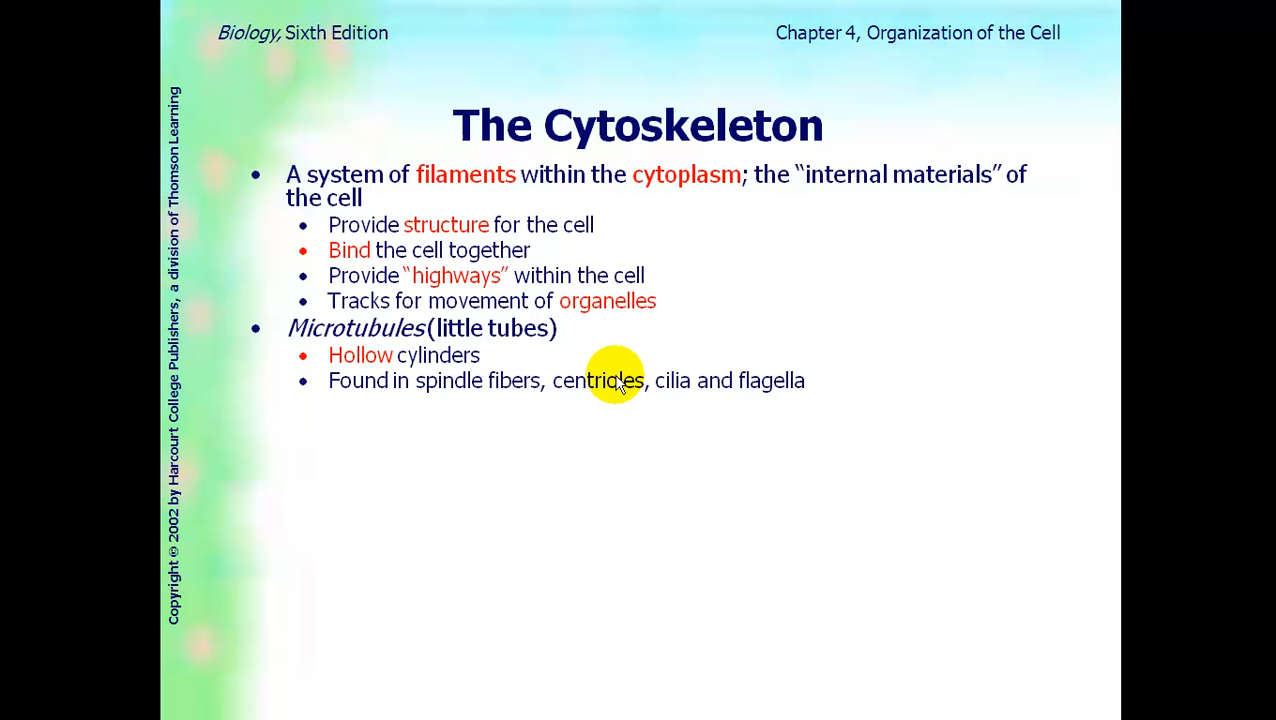 Biology, Sixth Edition
Chapter 4, Organization of the Cell
Copyright © 2002 by Harcourt College Publishers, a division of Thomson Learning
The Cytoskeleton
• A system of filaments within the cytoplasm; the “internal materials” of
the cell
• Provide structure for the cell
• Bind the cell together
• Provide “highways” within the cell
• Tracks for movement of organelles
• Microtubules (little tubes)
• Hollow cylinders
• Found in spindle fibers, centrioles, cilia and flagella